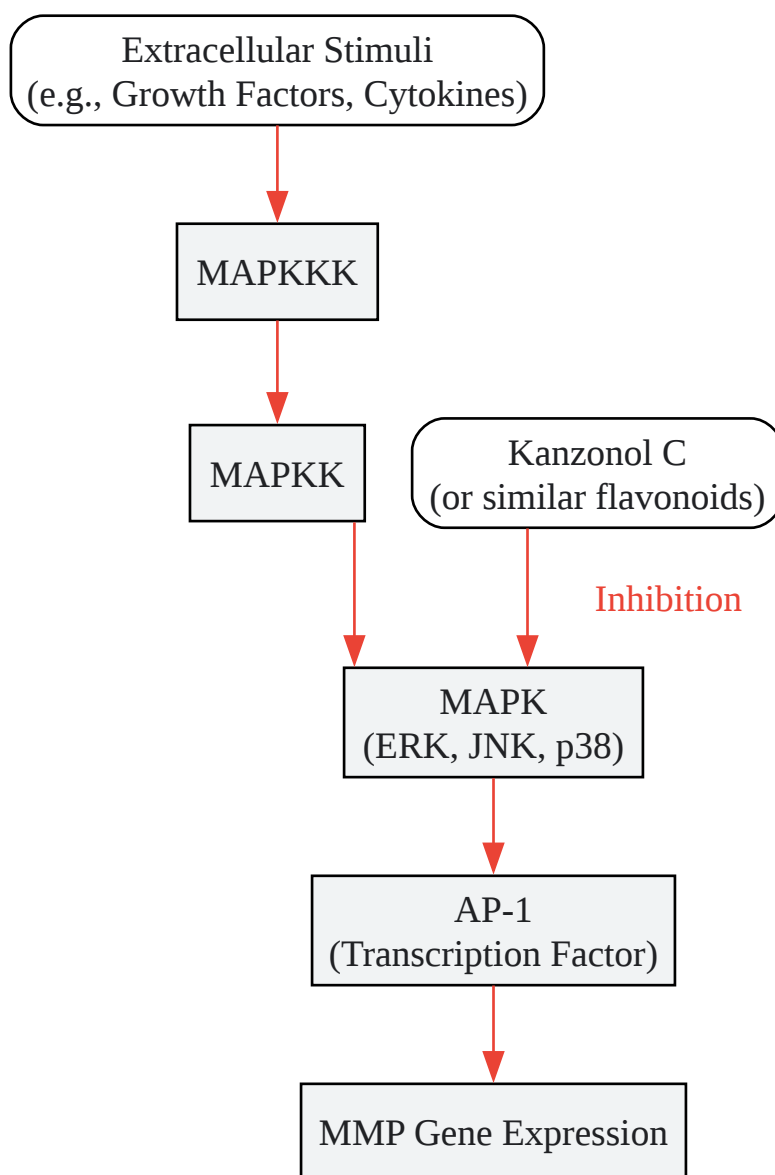 Extracellular Stimuli
(e.g., Growth Factors, Cytokines)
MAPKKK
MAPKK
Kanzonol C
(or similar flavonoids)
Inhibition
MAPK
(ERK, JNK, p38)
AP-1
(Transcription Factor)
MMP Gene Expression